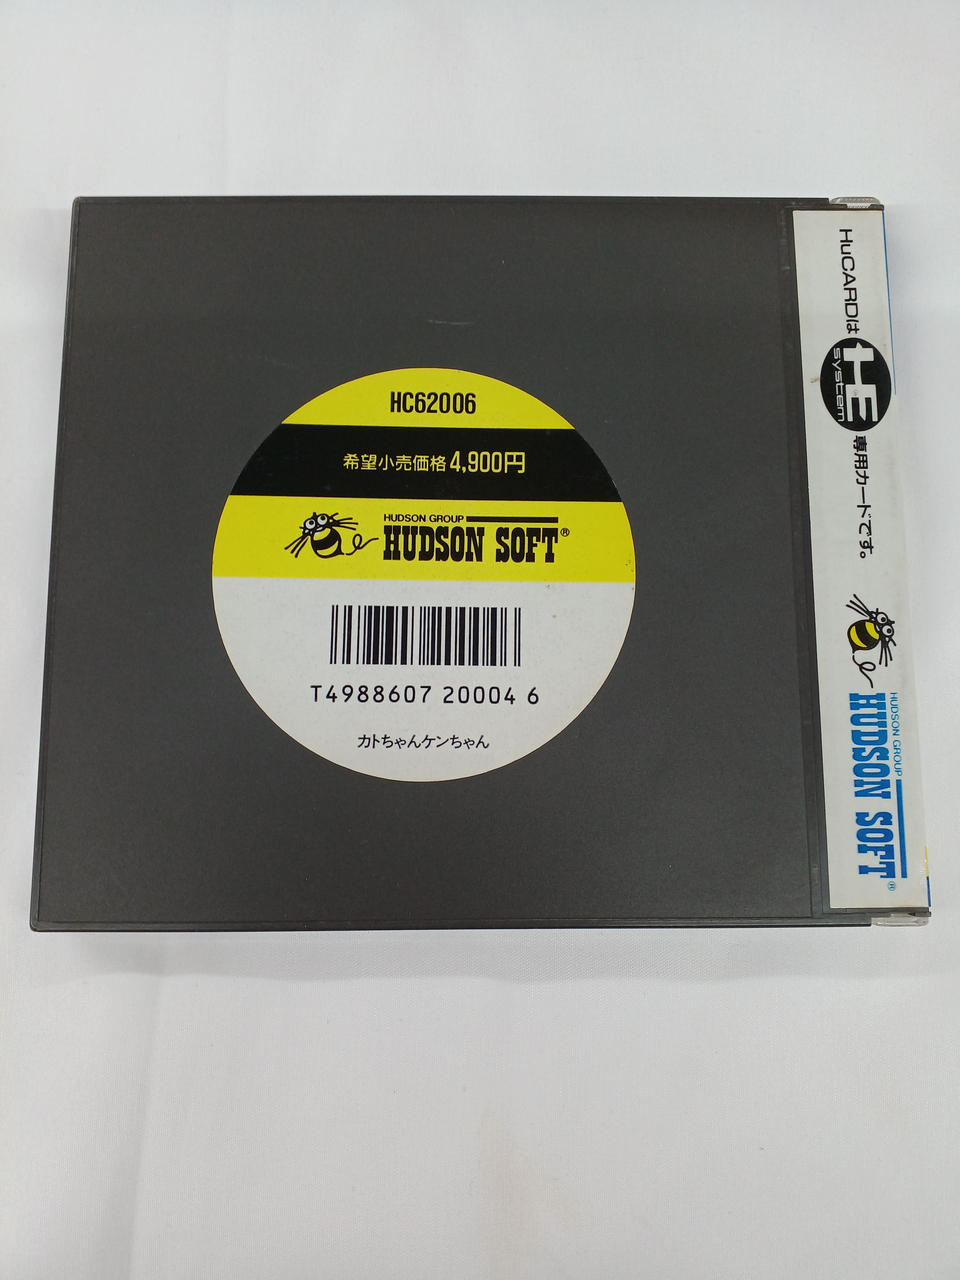 HC62006
希望小売価格4,900円
HUDSON GROUP
HUDSON SOFT®
T4988607 20004 6
カトちゃんケンちゃん
HuCARDは HE system 専用カードです。
HUDSON GROUP
HUDSON SOFT®